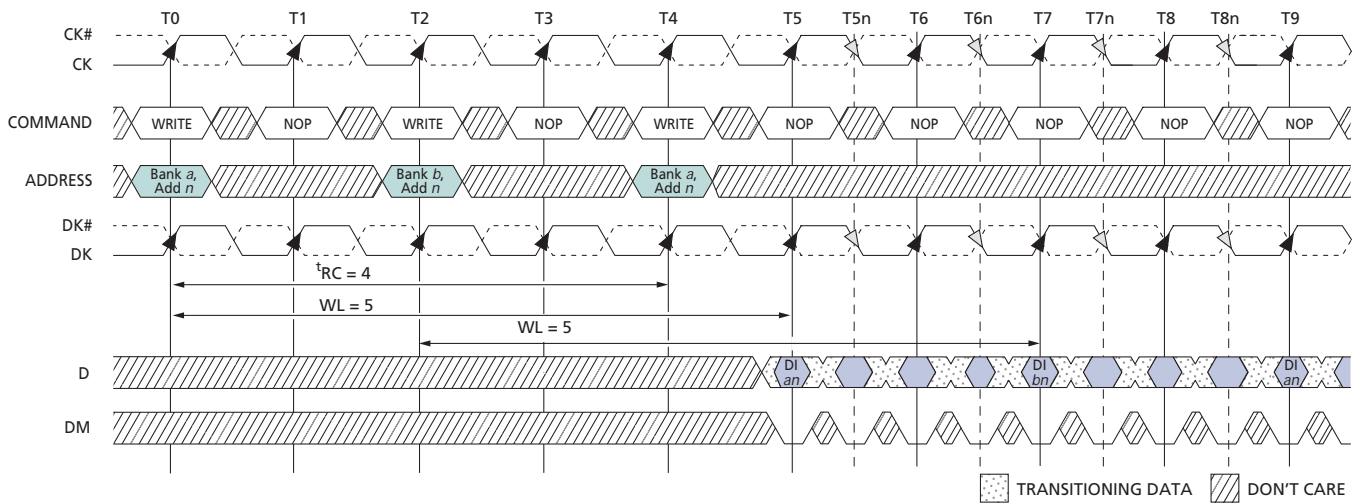 T0 T1 T2 T3 T4 T5 T5n T6 T6n T7 T7n T8 T8n T9
CK#
CK
COMMAND WRITE NOP WRITE NOP WRITE NOP NOP NOP NOP NOP
ADDRESS Bank a, Add n Bank b, Add n Bank a, Add n
DK#
DK
tRC = 4
WL = 5
WL = 5
D DI an DI bn DI an
DM
TRANSITIONING DATA DON'T CARE